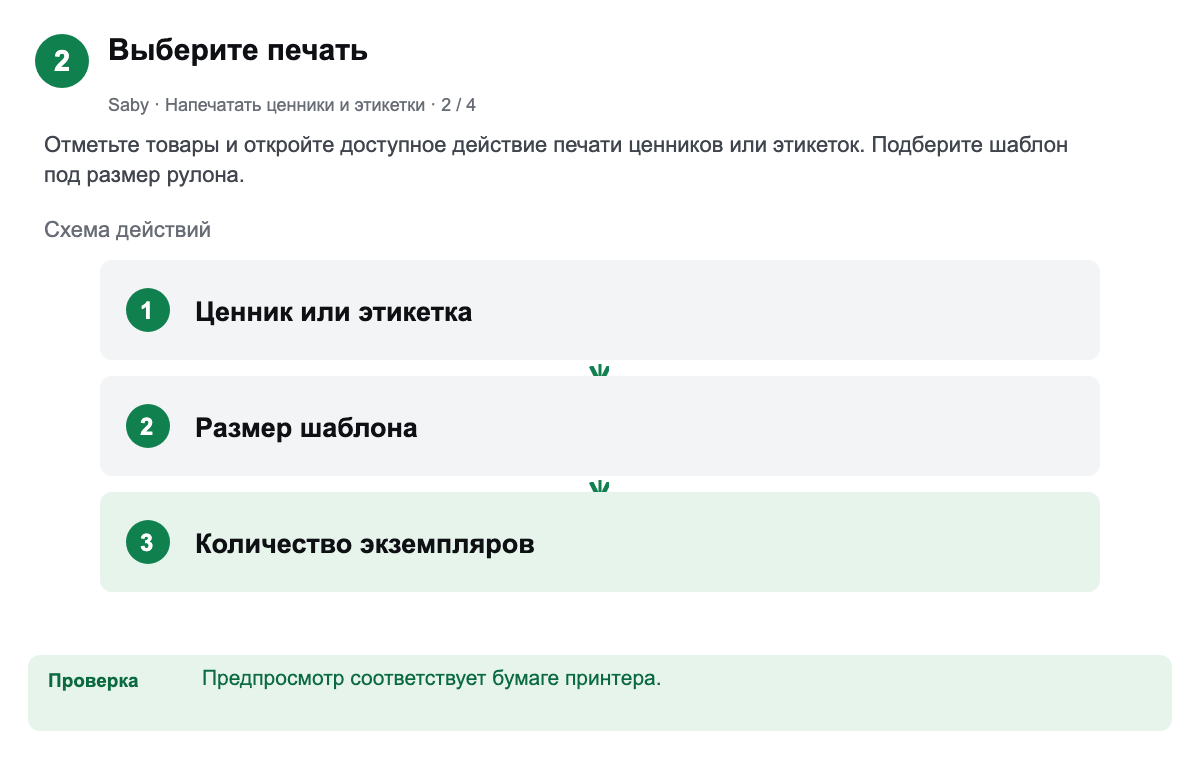 2
Выберите печать
Saby · Напечатать ценники и этикетки · 2 / 4
Отметьте товары и откройте доступное действие печати ценников или этикеток. Подберите шаблон
под размер рулона.
Схема действий
1 Ценник или этикетка
2 Размер шаблона
3 Количество экземпляров
Проверка Предпросмотр соответствует бумаге принтера.